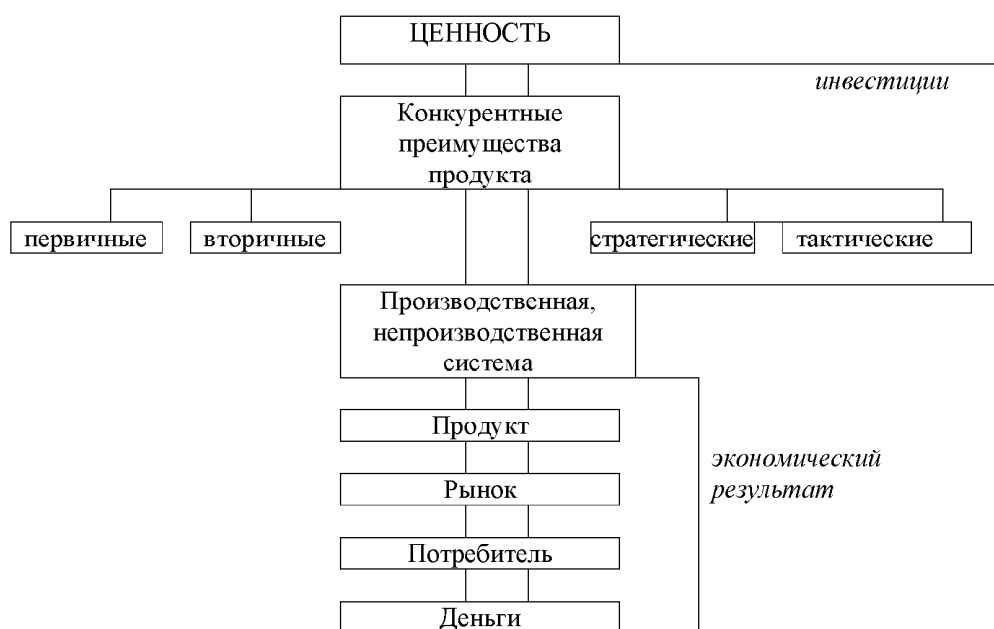 ЦЕННОСТЬ
инвестиции
Конкурентные
преимущества
продукта
первичные
вторичные
стратегические
тактические
Производственная,
непроизводственная
система
Продукт
экономический
результат
Рынок
Потребитель
Деньги